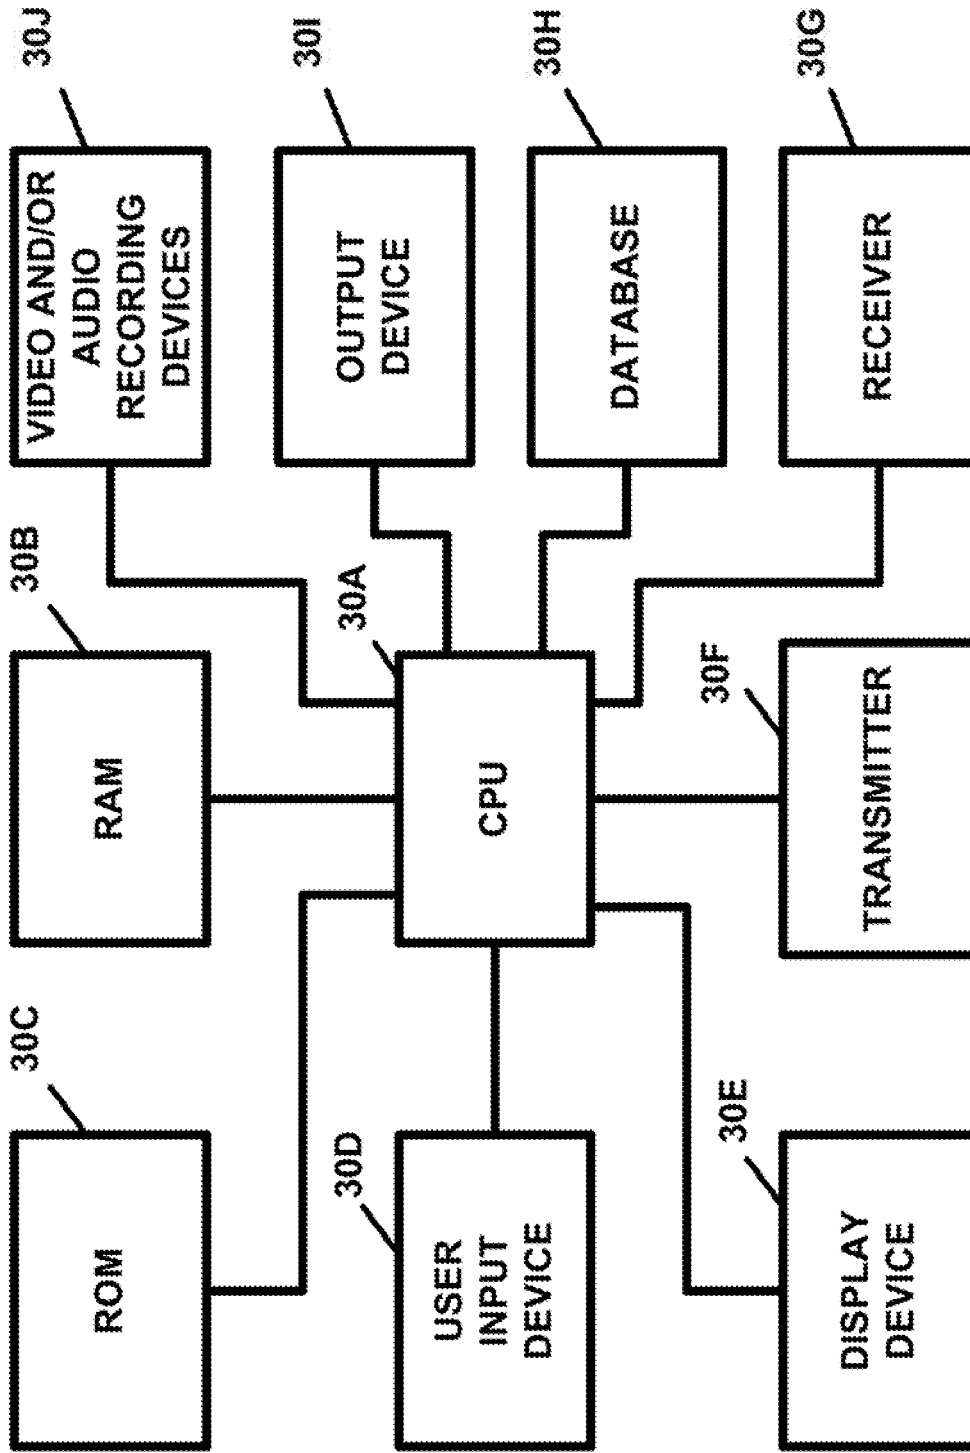 30C
ROM
30B
RAM
30J
VIDEO AND/OR
AUDIO
RECORDING
DEVICES
30D
USER
INPUT
DEVICE
30A
CPU
30I
OUTPUT
DEVICE
30H
DATABASE
30E
DISPLAY
DEVICE
30F
TRANSMITTER
30G
RECEIVER